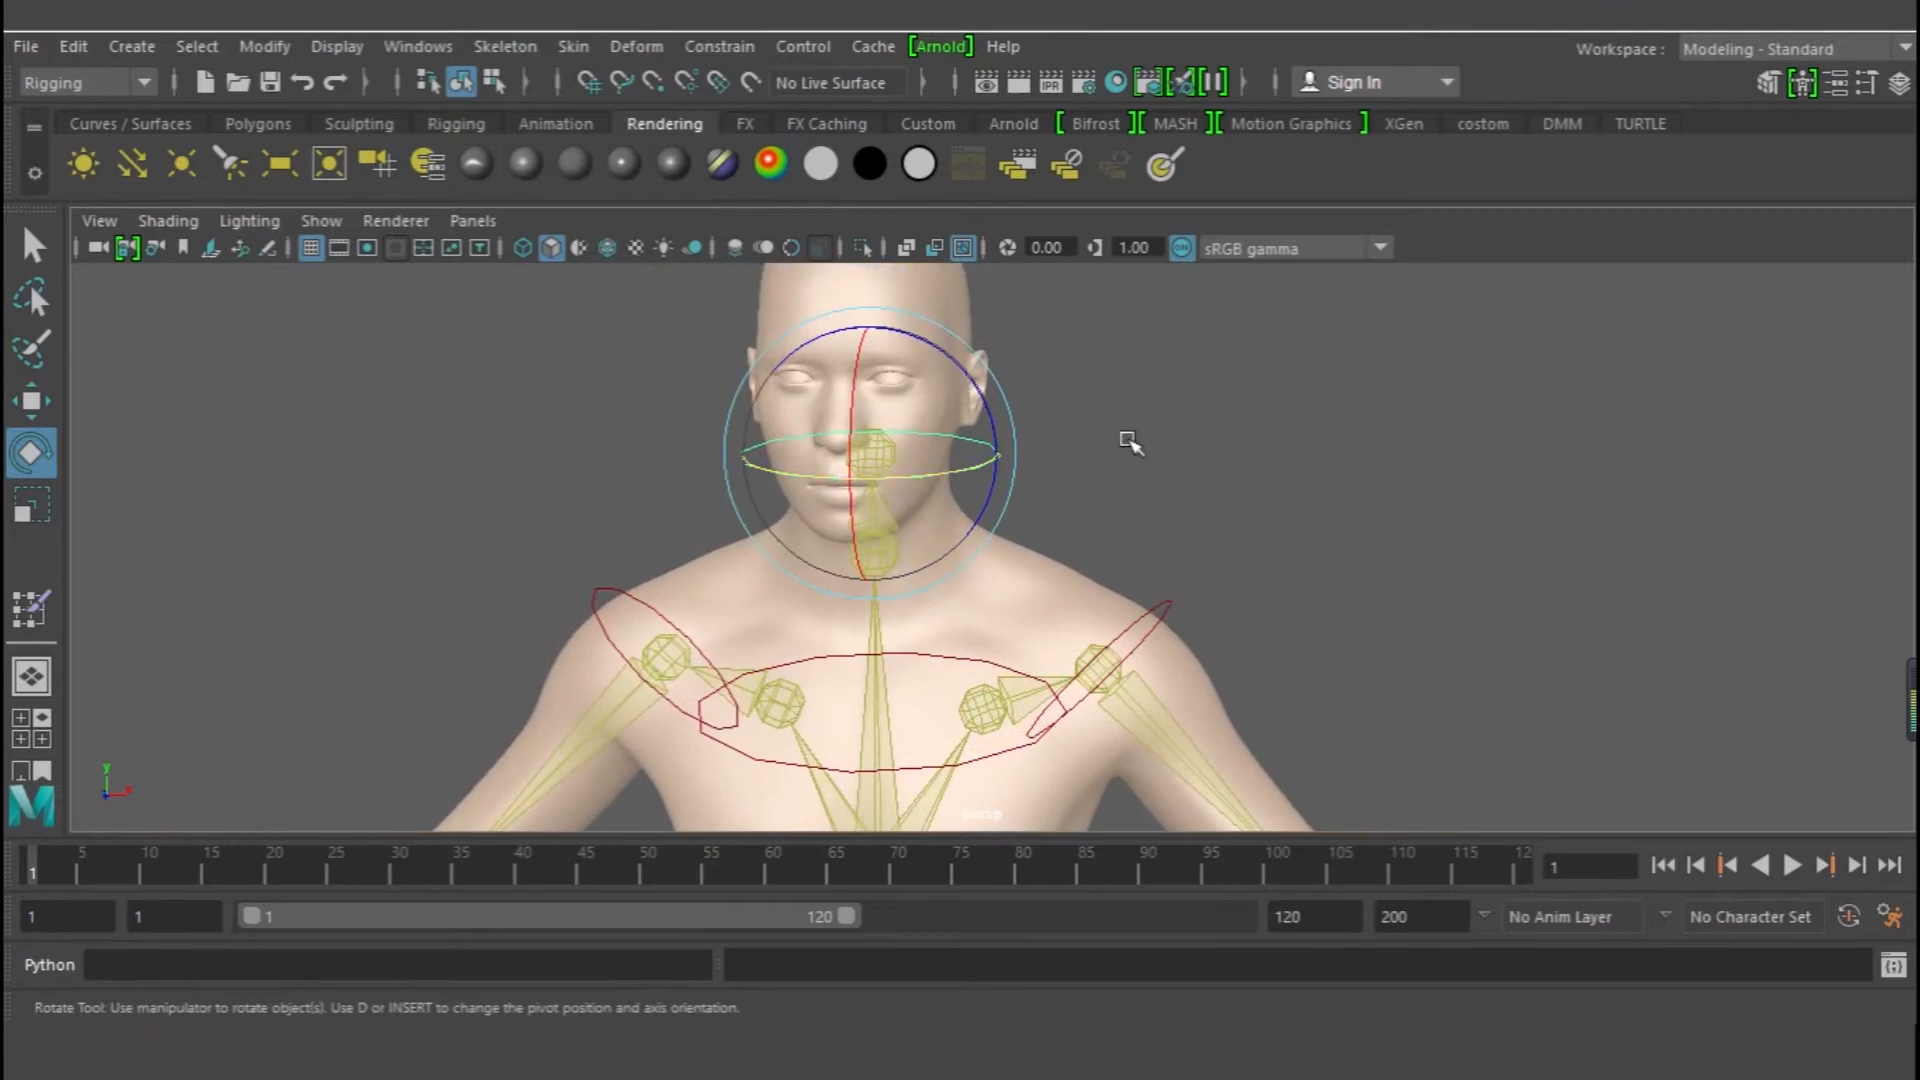 File Edit Create Select Modify Display Windows Skeleton Skin Deform Constrain Control Cache [Arnold] Help Workspace : Modeling - Standard
Rigging No Live Surface IPR Sign In
Curves / Surfaces Polygons Sculpting Rigging Animation Rendering FX FX Caching Custom Arnold [ Bifrost ][ MASH ][ Motion Graphics ] XGen costom DMM TURTLE
View Shading Lighting Show Renderer Panels
0.00 1.00 ON sRGB gamma
y
x
persp
1 5 10 15 20 25 30 35 40 45 50 55 60 65 70 75 80 85 90 95 100 105 110 115 12 1
1 1 1 120 120 200 No Anim Layer No Character Set
Python
Rotate Tool: Use manipulator to rotate object(s). Use D or INSERT to change the pivot position and axis orientation.